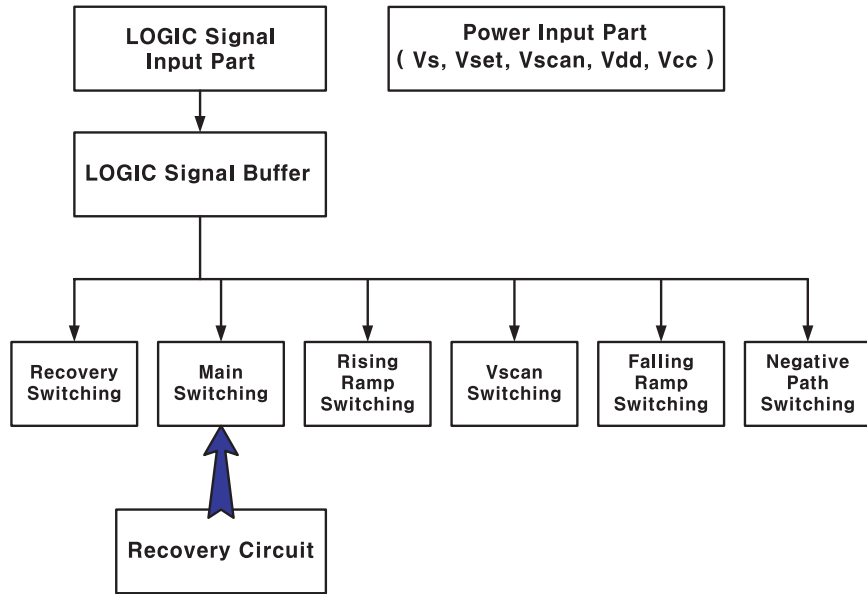 LOGIC Signal
Input Part
Power Input Part
( Vs, Vset, Vscan, Vdd, Vcc )
LOGIC Signal Buffer
Recovery
Switching
Main
Switching
Rising
Ramp
Switching
Vscan
Switching
Falling
Ramp
Switching
Negative
Path
Switching
Recovery Circuit